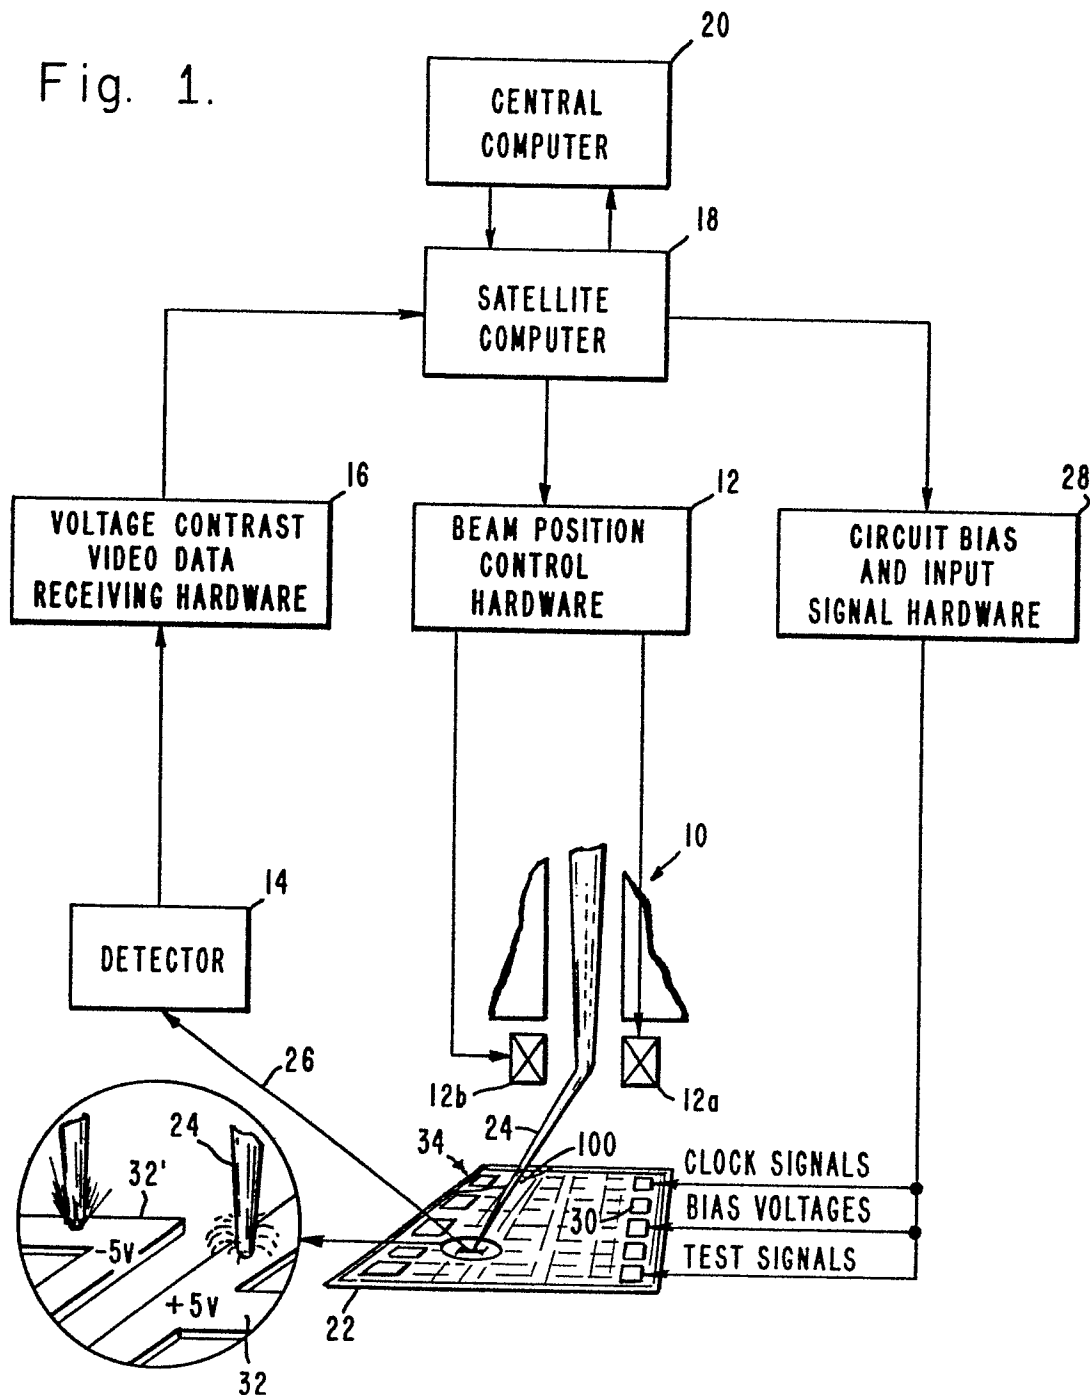 Fig. 1.
20
CENTRAL
COMPUTER
18
SATELLITE
COMPUTER
16
VOLTAGE CONTRAST
VIDEO DATA
RECEIVING HARDWARE
12
BEAM POSITION
CONTROL
HARDWARE
28
CIRCUIT BIAS
AND INPUT
SIGNAL HARDWARE
10
14
DETECTOR
26
12b
12a
24
24
34
100
32'
30
CLOCK SIGNALS
BIAS VOLTAGES
TEST SIGNALS
-5v
+5v
22
32